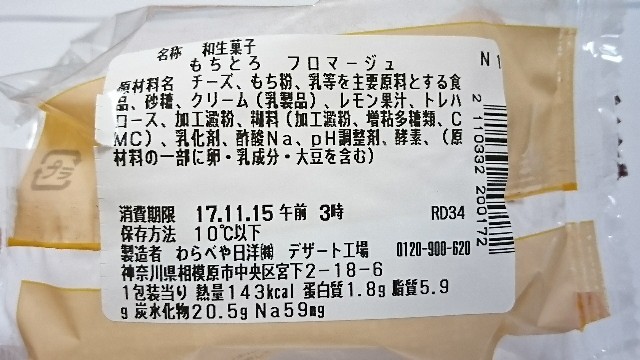 名称　和生菓子
もちとろ　フロマージュ
N 1
原材料名　チーズ、もち粉、乳等を主要原料とする食
品、砂糖、クリーム（乳製品）、レモン果汁、トレハ
ロース、加工澱粉、糊料（加工澱粉、増粘多糖類、C
MC）、乳化剤、酢酸Na、pH調整剤、酵素、（原
材料の一部に卵・乳成分・大豆を含む）
2 110332 200172
消費期限　17.11.15 午前　3時　RD34
保存方法　10℃以下
製造者　わらべや日洋㈱　デザート工場　0120-900-620
神奈川県相模原市中央区宮下2-18-6
1包装当り 熱量143kcal 蛋白質1.8g 脂質5.9
g 炭水化物20.5g Na59mg
プラ